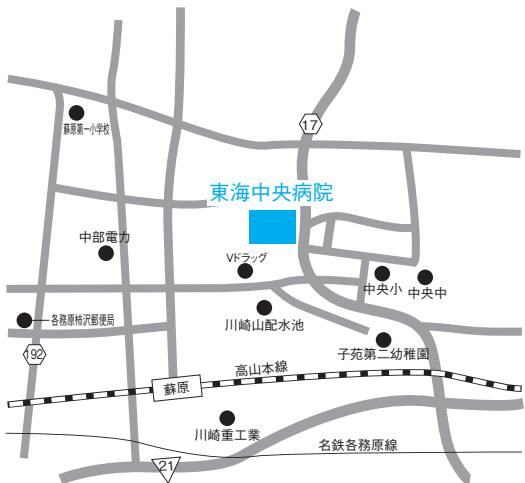 17
蘇原第一小学校
東海中央病院
中部電力
Vドラッグ
中央小
中央中
各務原柿沢郵便局
川崎山配水池
192
子苑第二幼稚園
高山本線
蘇原
川崎重工業
名鉄各務原線
21